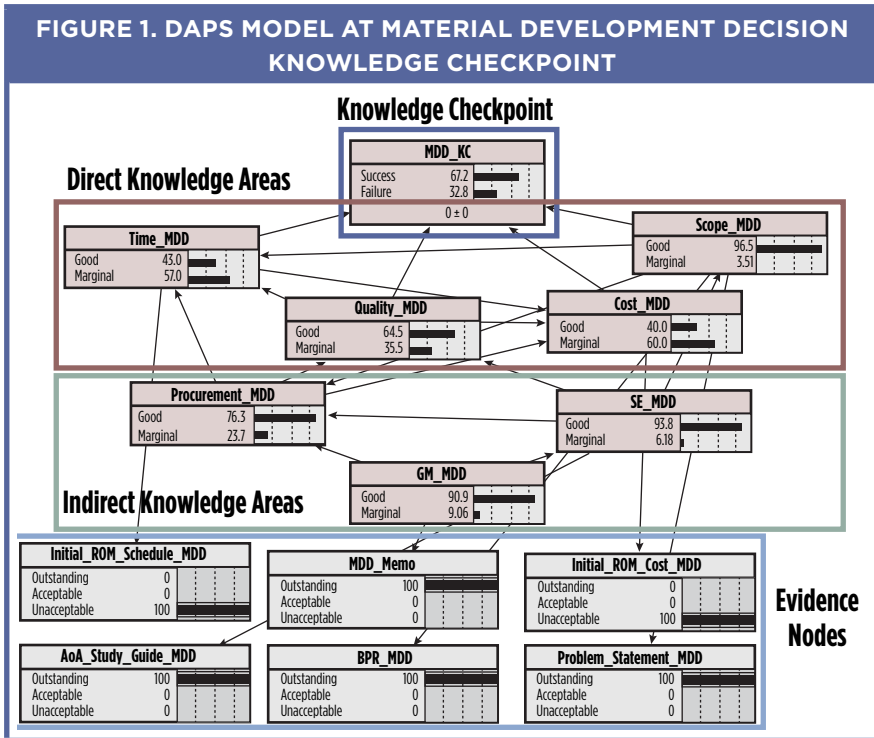 FIGURE 1. DAPS MODEL AT MATERIAL DEVELOPMENT DECISION
KNOWLEDGE CHECKPOINT
Knowledge Checkpoint
MDD_KC
Success 67.2
Failure 32.8
0 ± 0
Direct Knowledge Areas
Time_MDD
Good 43.0
Marginal 57.0
Scope_MDD
Good 96.5
Marginal 3.51
Quality_MDD
Good 64.5
Marginal 35.5
Cost_MDD
Good 40.0
Marginal 60.0
Procurement_MDD
Good 76.3
Marginal 23.7
SE_MDD
Good 93.8
Marginal 6.18
GM_MDD
Good 90.9
Marginal 9.06
Indirect Knowledge Areas
Initial_ROM_Schedule_MDD
Outstanding 0
Acceptable 0
Unacceptable 100
MDD_Memo
Outstanding 100
Acceptable 0
Unacceptable 0
Initial_ROM_Cost_MDD
Outstanding 0
Acceptable 0
Unacceptable 100
Evidence
Nodes
AoA_Study_Guide_MDD
Outstanding 100
Acceptable 0
Unacceptable 0
BPR_MDD
Outstanding 100
Acceptable 0
Unacceptable 0
Problem_Statement_MDD
Outstanding 100
Acceptable 0
Unacceptable 0